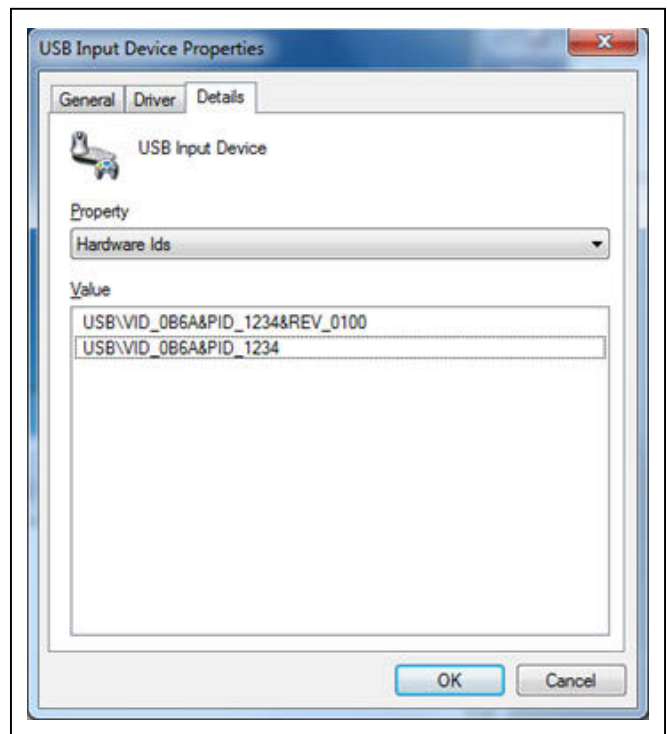 USB Input Device Properties
General Driver Details
USB Input Device
Property
Hardware Ids
Value
USB\VID_0B6A&PID_1234&REV_0100
USB\VID_0B6A&PID_1234
OK Cancel